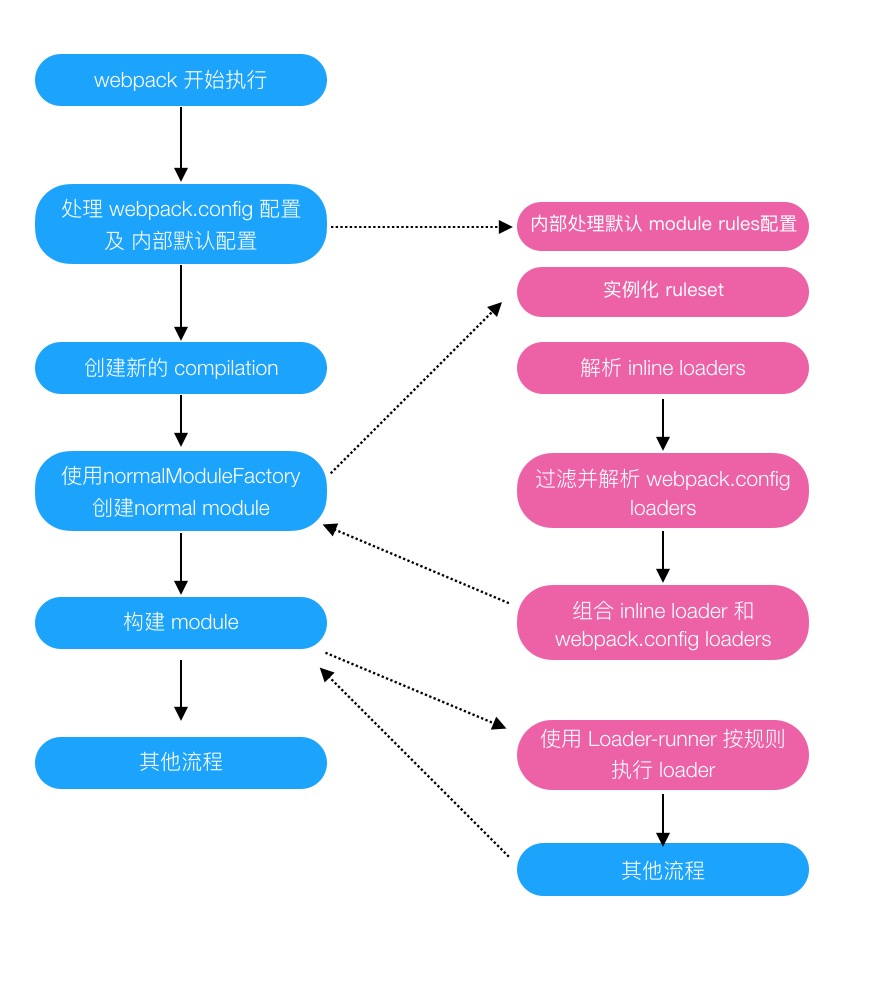 webpack 开始执行
处理 webpack.config 配置
及 内部默认配置
创建新的 compilation
使用normalModuleFactory
创建normal module
构建 module
其他流程
内部处理默认 module rules配置
实例化 ruleset
解析 inline loaders
过滤并解析 webpack.config
loaders
组合 inline loader 和
webpack.config loaders
使用 Loader-runner 按规则
执行 loader
其他流程